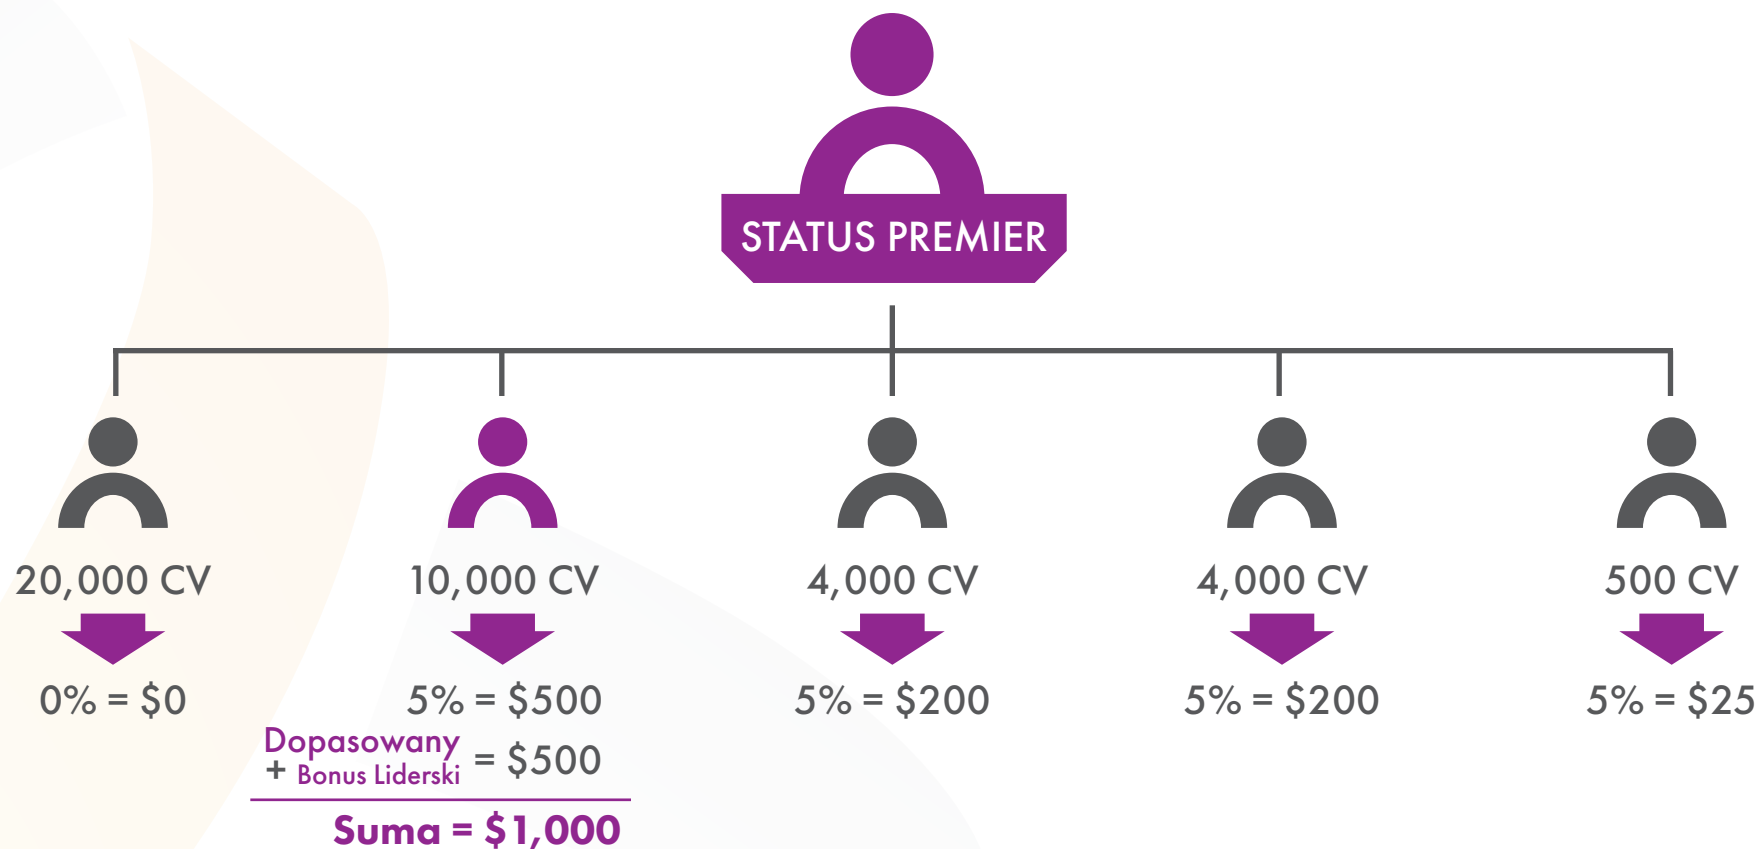 STATUS PREMIER
20,000 CV
10,000 CV
4,000 CV
4,000 CV
500 CV
0% = $0
5% = $500
5% = $200
5% = $200
5% = $25
Dopasowany
+ Bonus Liderski = $500
Suma = $1,000